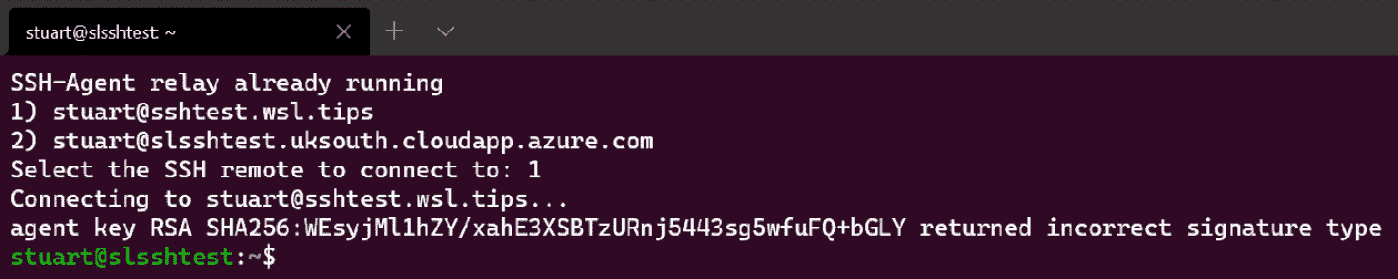 stuart@slsshtest: ~
SSH-Agent relay already running
1) stuart@sshtest.wsl.tips
2) stuart@slsshtest.uksouth.cloudapp.azure.com
Select the SSH remote to connect to: 1
Connecting to stuart@sshtest.wsl.tips...
agent key RSA SHA256:WEsyjMl1hZY/xahE3XSBTzURnj5443sg5wfuFQ+bGLY returned incorrect signature type
stuart@slsshtest:~$